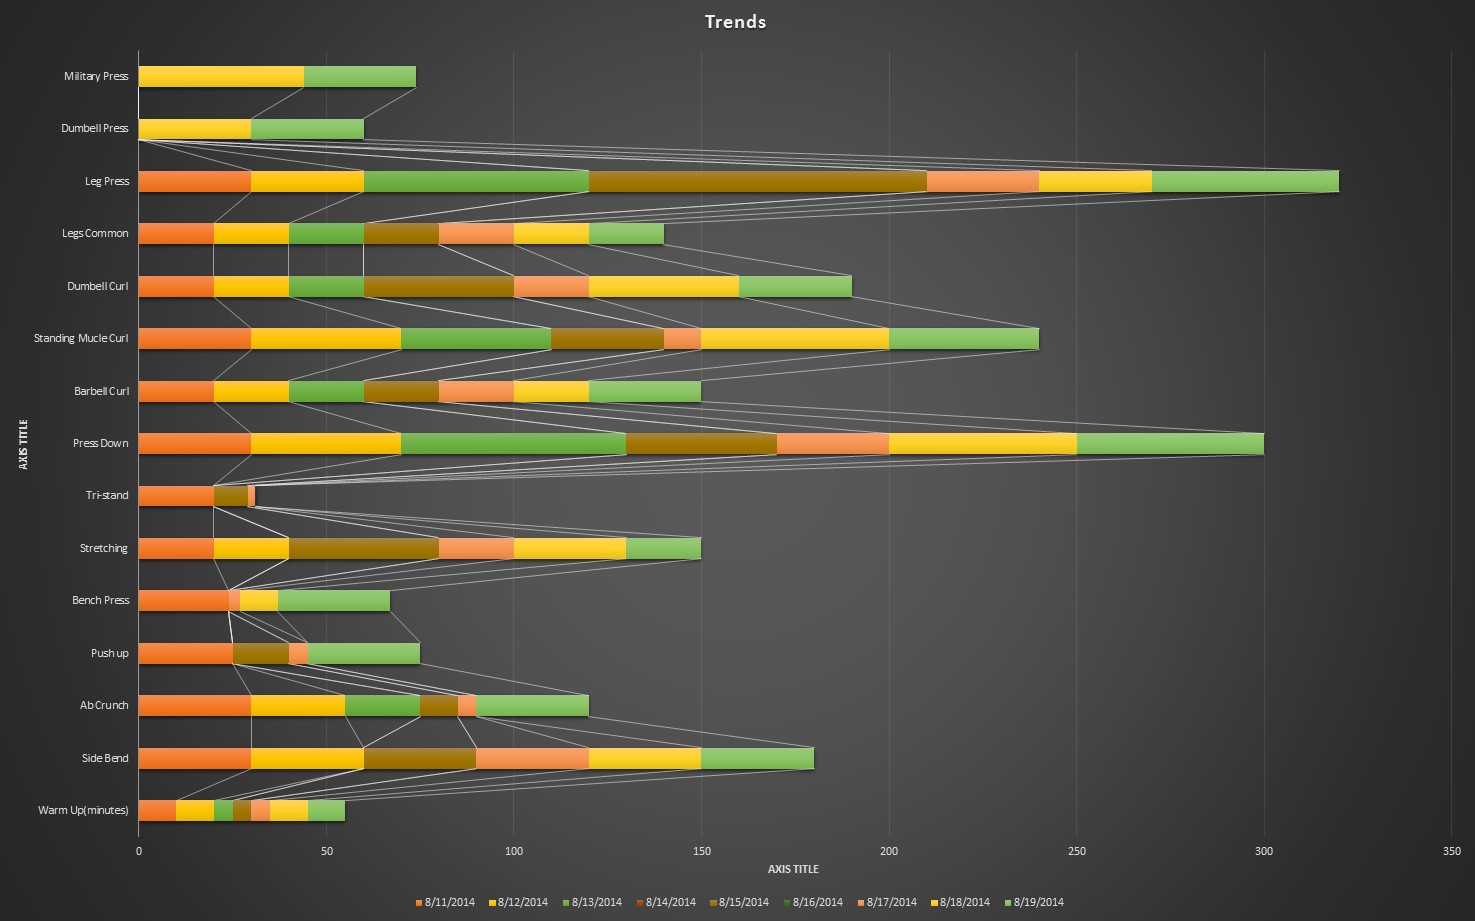 Trends
Military Press
Dumbell Press
Leg Press
Legs Common
Dumbell Curl
Standing Mucle Curl
Barbell Curl
Press Down
Tri-stand
Stretching
Bench Press
Push up
Ab Crunch
Side Bend
Warm Up(minutes)
AXIS TITLE
0 50 100 150 200 250 300 350
AXIS TITLE
8/11/2014 8/12/2014 8/13/2014 8/14/2014 8/15/2014 8/16/2014 8/17/2014 8/18/2014 8/19/2014